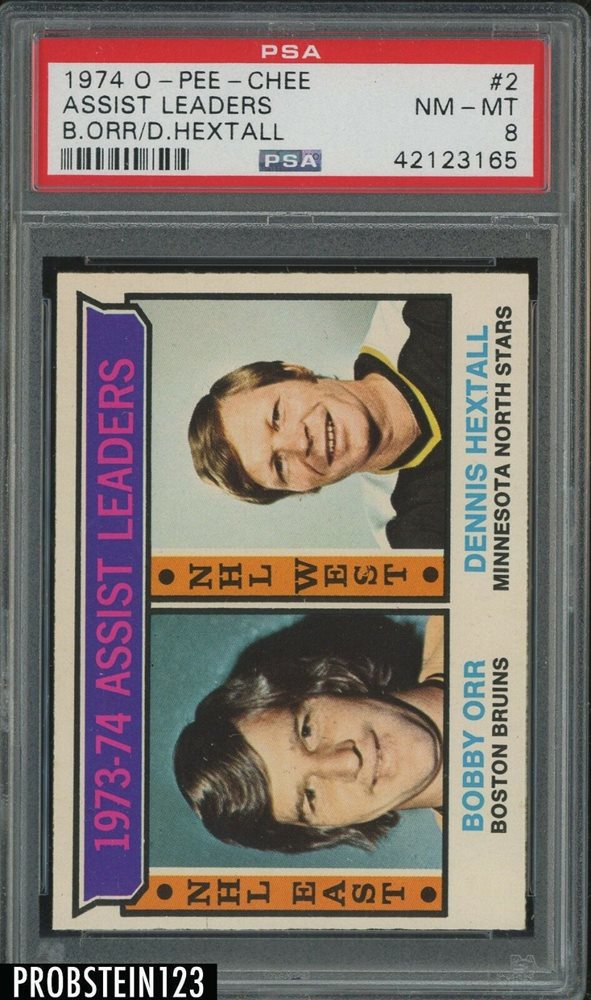 PSA
1974 O-PEE-CHEE #2
ASSIST LEADERS NM-MT
B.ORR/D.HEXTALL 8
PSA 42123165
1973-74 ASSIST LEADERS
NHL EAST
NHL WEST
BOBBY ORR
BOSTON BRUINS
DENNIS HEXTALL
MINNESOTA NORTH STARS
PROBSTEIN123